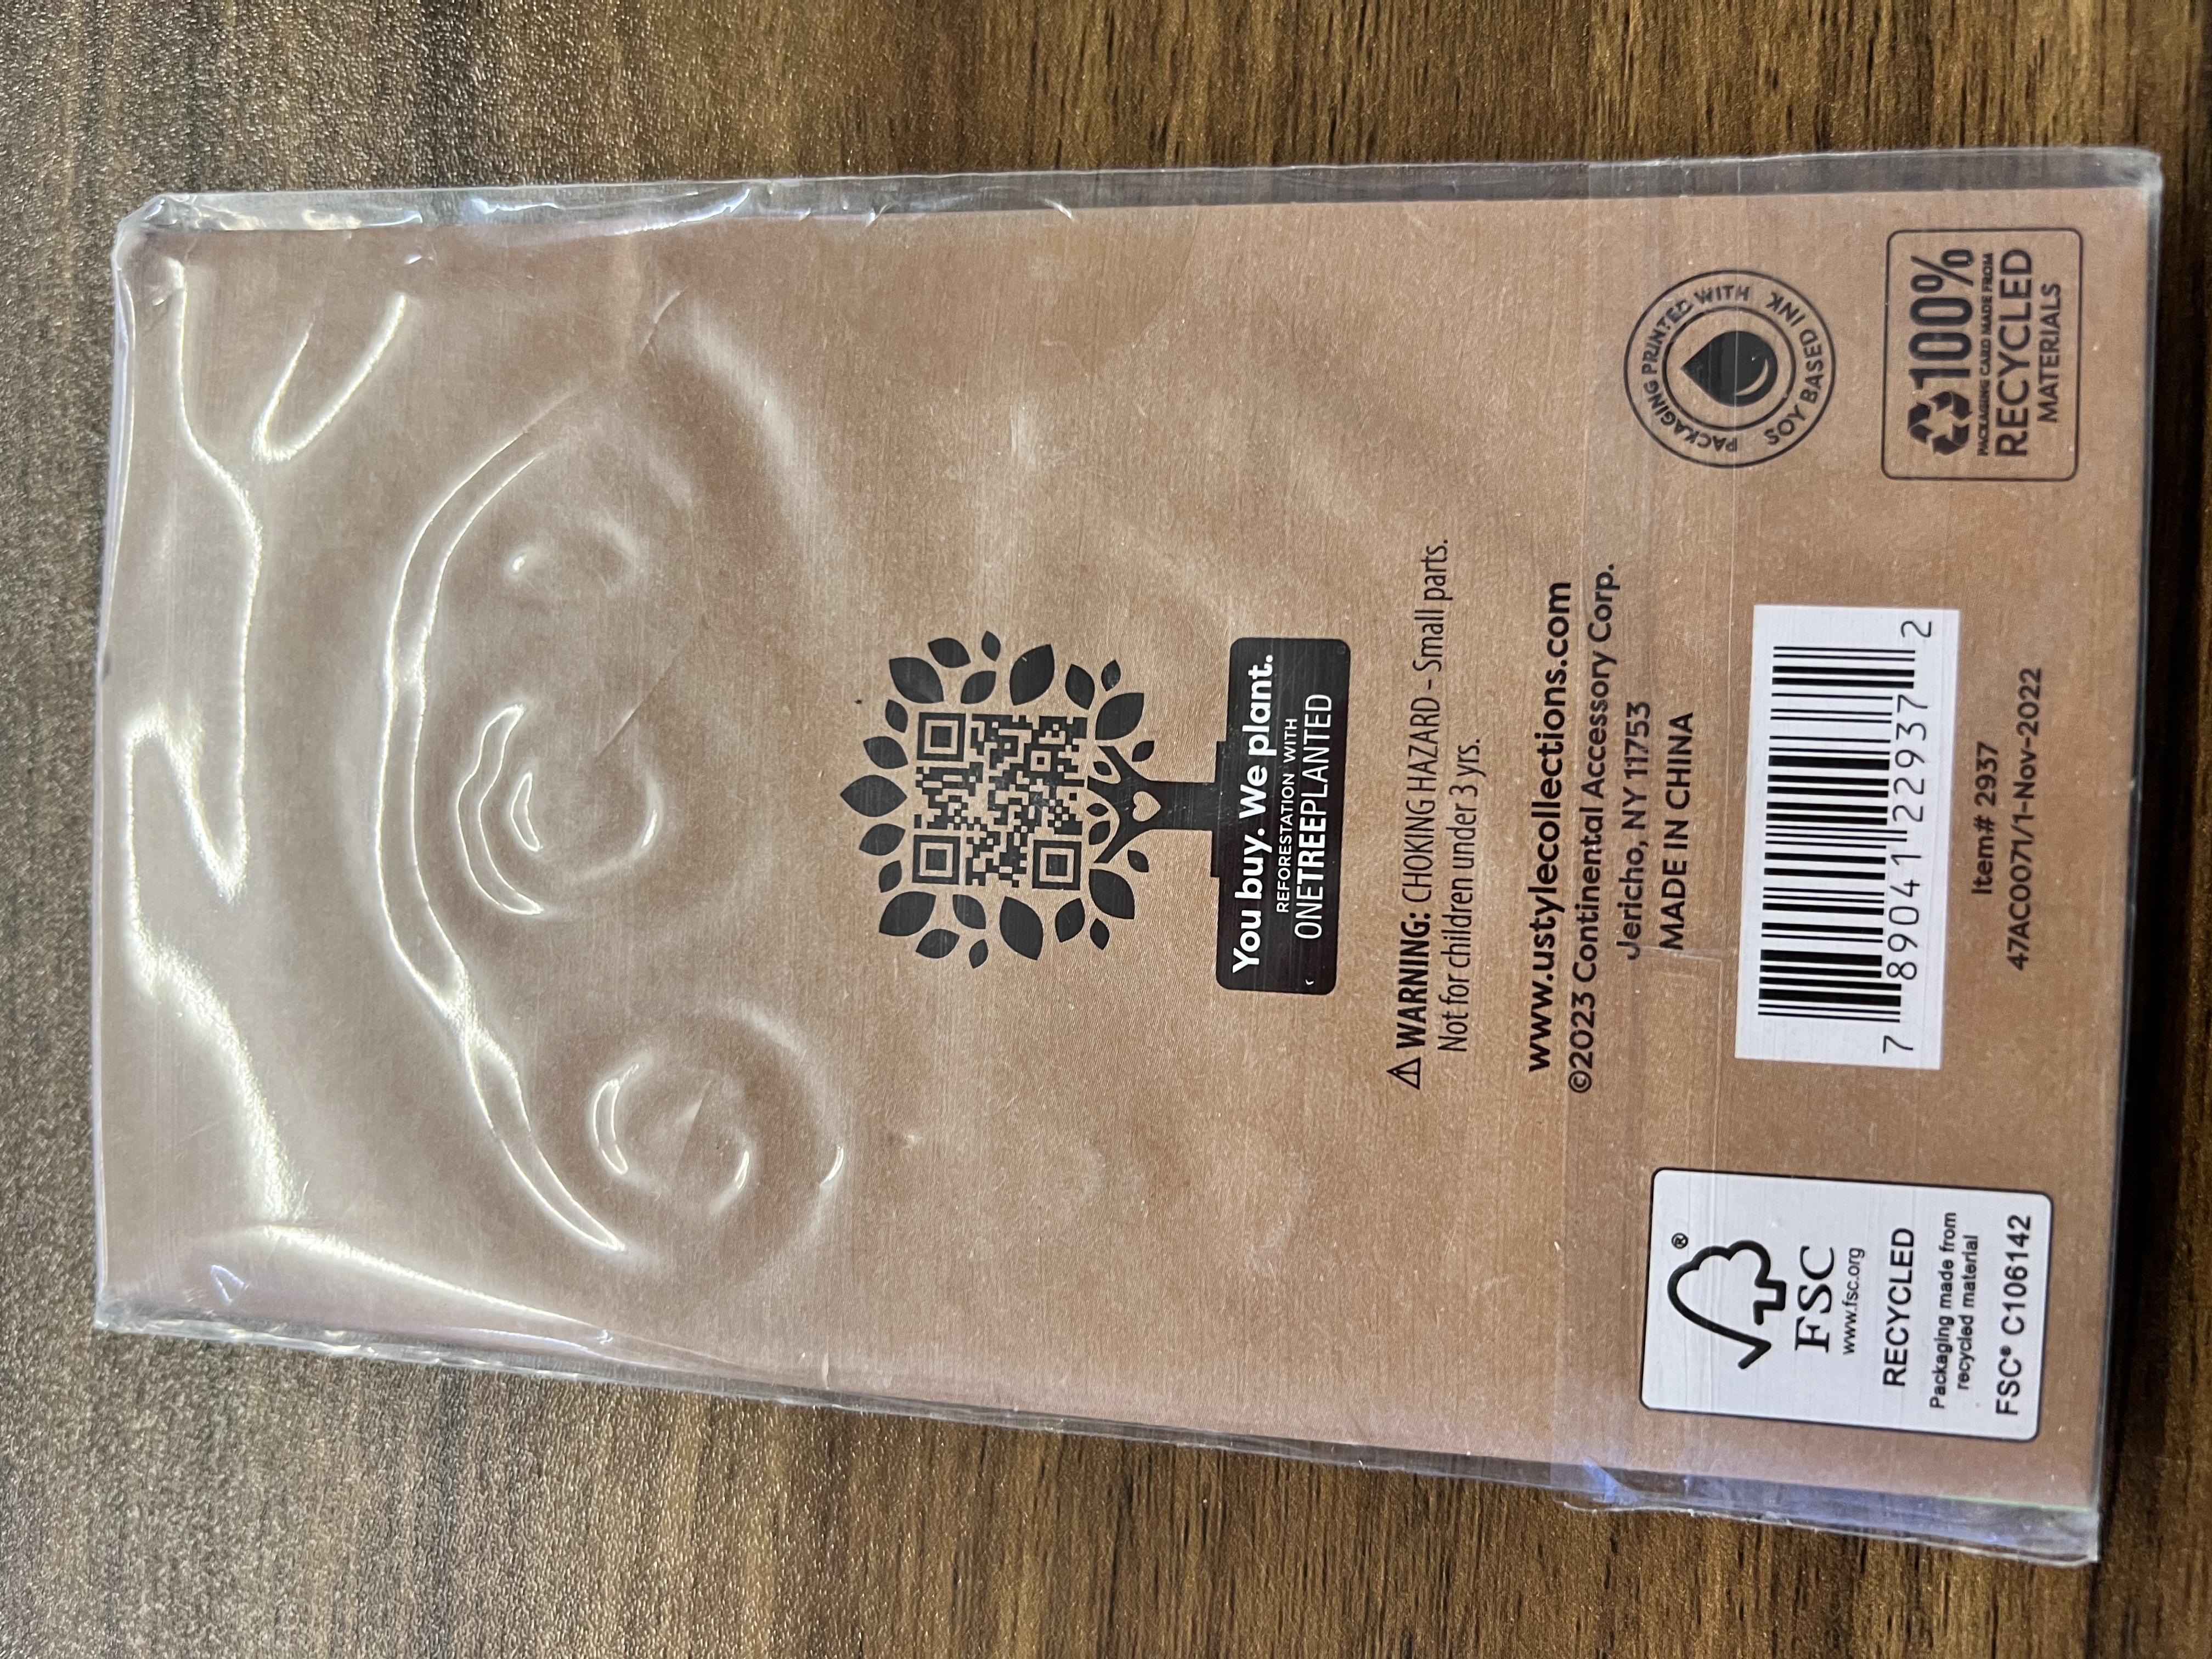 You buy. We plant.
REFORESTATION WITH
ONETREEPLANTED
⚠ WARNING: CHOKING HAZARD - Small parts.
Not for children under 3 yrs.
www.ustylecollections.com
©2023 Continental Accessory Corp.
Jericho, NY 11753
MADE IN CHINA
7 89041 22937 2
Item# 2937
47AC0071/1-Nov-2022
FSC®
www.fsc.org
RECYCLED
Packaging made from
recycled material
FSC® C106142
PACKAGING PRINTED WITH
SOY BASED INK
100%
PACKAGING CARD MADE FROM
RECYCLED
MATERIALS